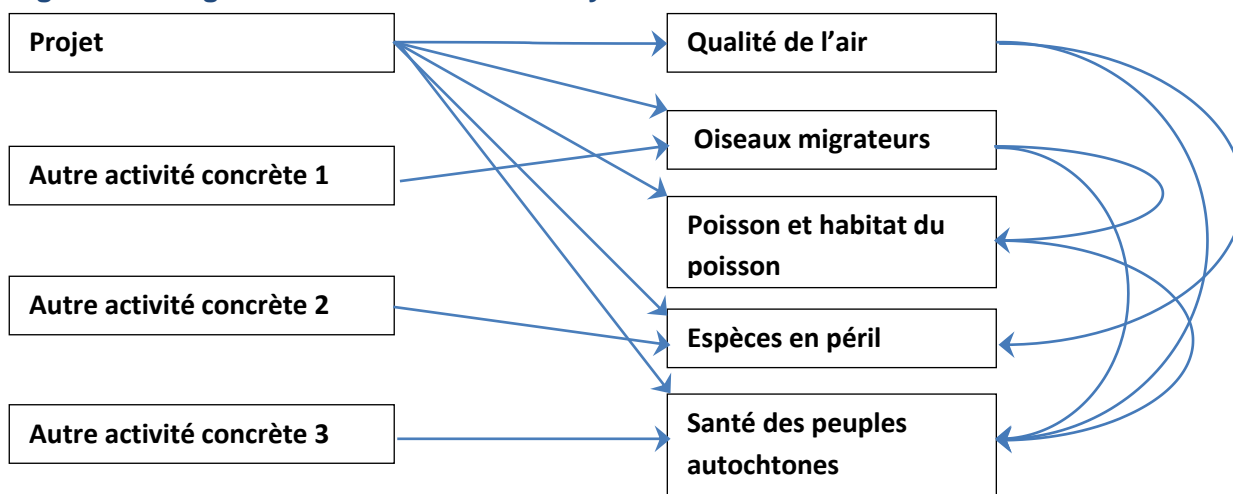 Projet
Autre activité concrète 1
Autre activité concrète 2
Autre activité concrète 3
Qualité de l’air
Oiseaux migrateurs
Poisson et habitat du
poisson
Espèces en péril
Santé des peuples
autochtones